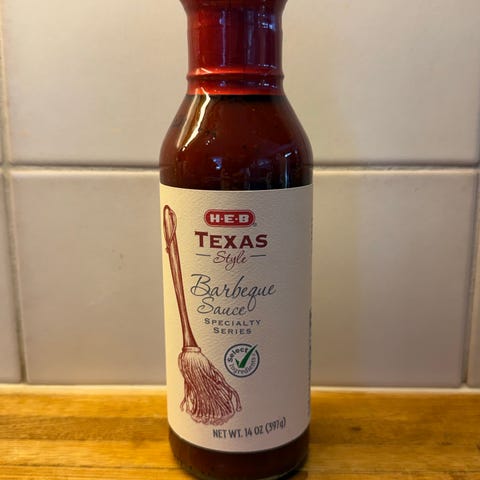 H-E-B
TEXAS
Style
Barbeque
Sauce
SPECIALTY
SERIES
Select
Ingredients
NET WT. 14 OZ (397g)